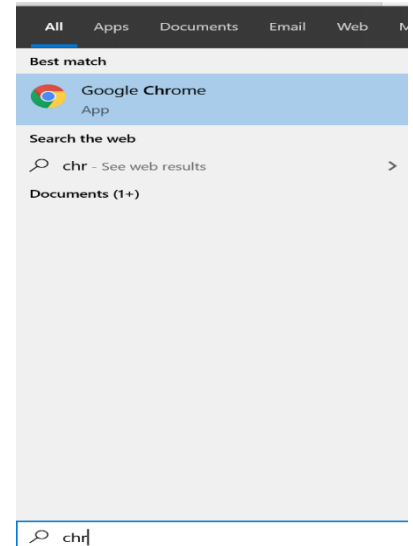 All Apps Documents Email Web
Best match
Google Chrome
App
Search the web
chr - See web results
Documents (1+)
chr